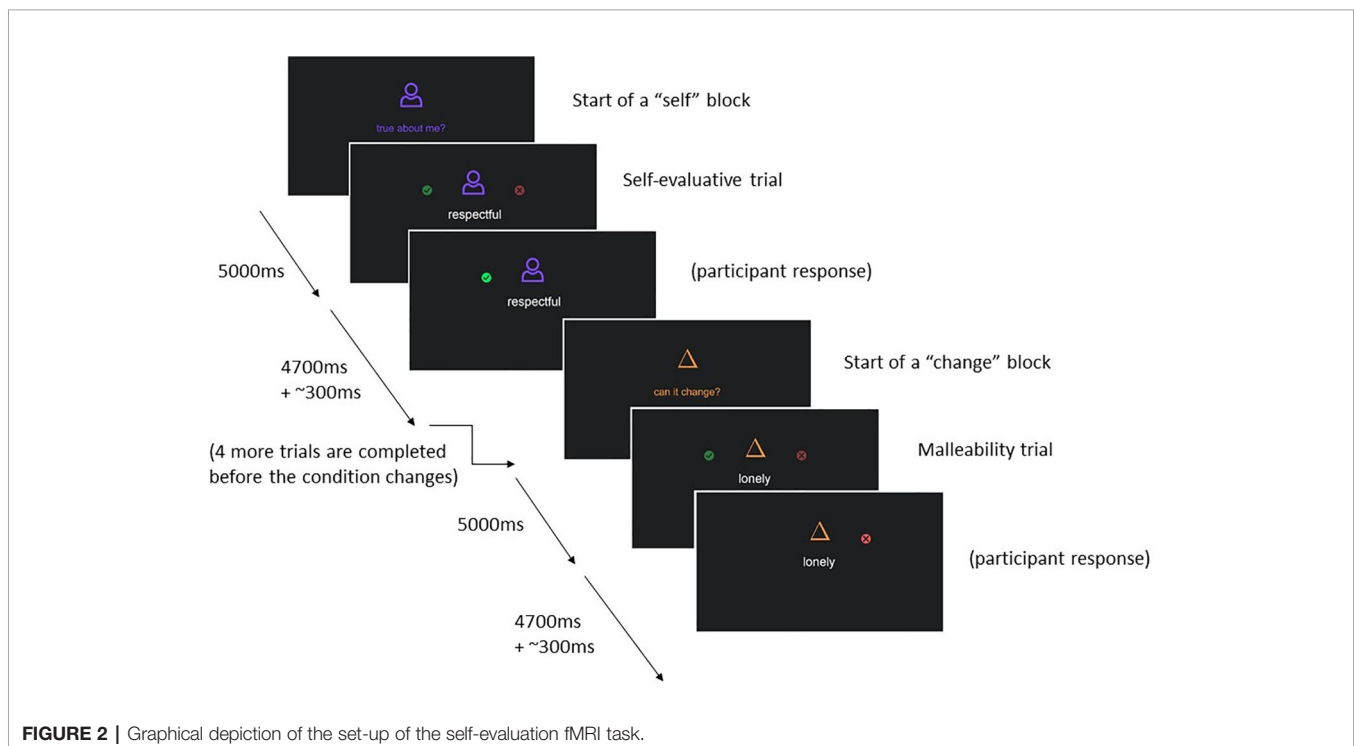 true about me?
Start of a “self” block
respectful
Self-evaluative trial
respectful
(participant response)
5000ms
can it change?
Start of a “change” block
4700ms
+ ~300ms
(4 more trials are completed
before the condition changes)
lonely
Malleability trial
5000ms
lonely
(participant response)
4700ms
+ ~300ms
FIGURE 2 | Graphical depiction of the set-up of the self-evaluation fMRI task.